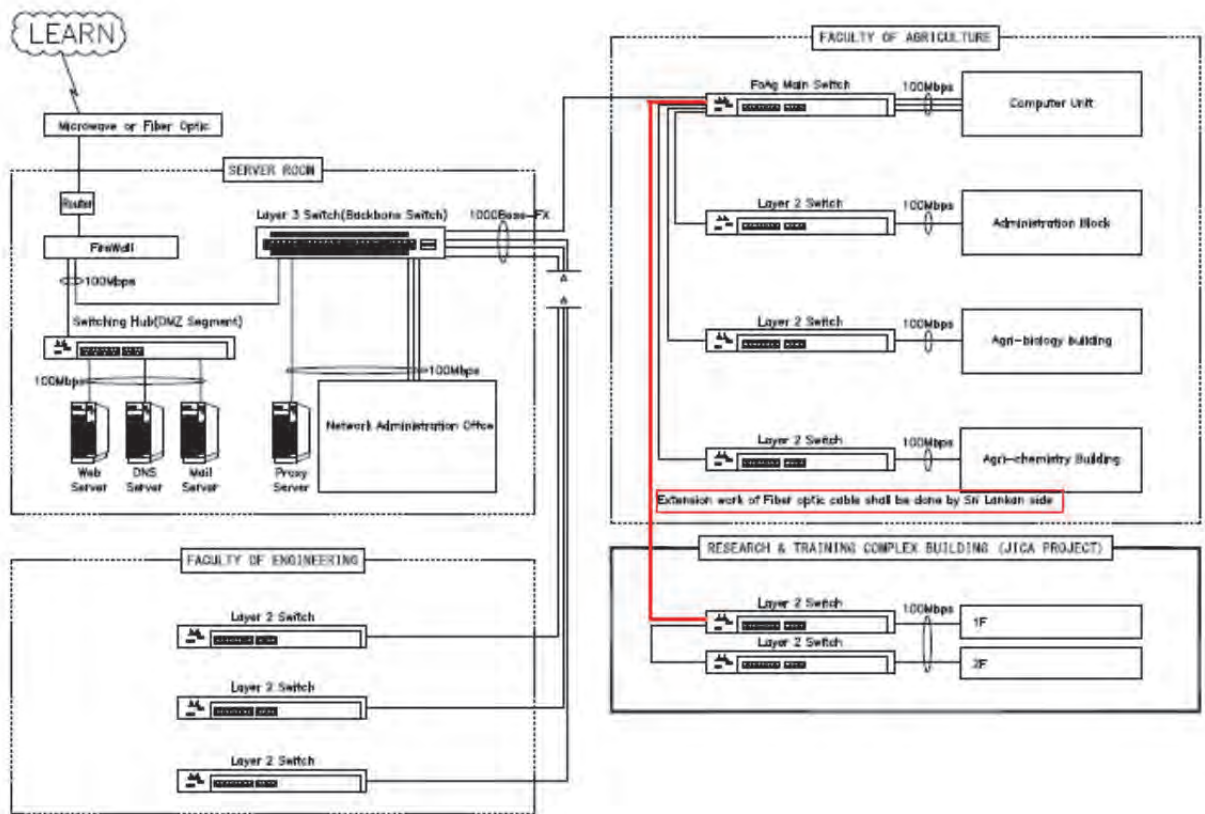 LEARN
Microwave or Fiber Optic
SERVER ROOM
Router
FireWall
100Mbps
Switching Hub(DMZ Segment)
100Mbps
Web Server
DNS Server
Mail Server
Layer 3 Switch(Backbone Switch)
1000Base-FX
100Mbps
Proxy Server
Network Administration Offce
A
A
FACULTY OF ENGINEERING
Layer 2 Switch
Layer 2 Switch
Layer 2 Switch
FACULTY OF AGRICULTURE
FoAg Main Switch
100Mbps
Computer Unit
Layer 2 Switch
100Mbps
Administration Block
Layer 2 Switch
100Mbps
Agri-biology building
Layer 2 Switch
100Mbps
Agri-chemistry Building
Extension work of Fiber optic cable shall be done by Sri Lankan side
RESEARCH & TRAINING COMPLEX BUILDING (JICA PROJECT)
Layer 2 Switch
100Mbps
1F
Layer 2 Switch
2F